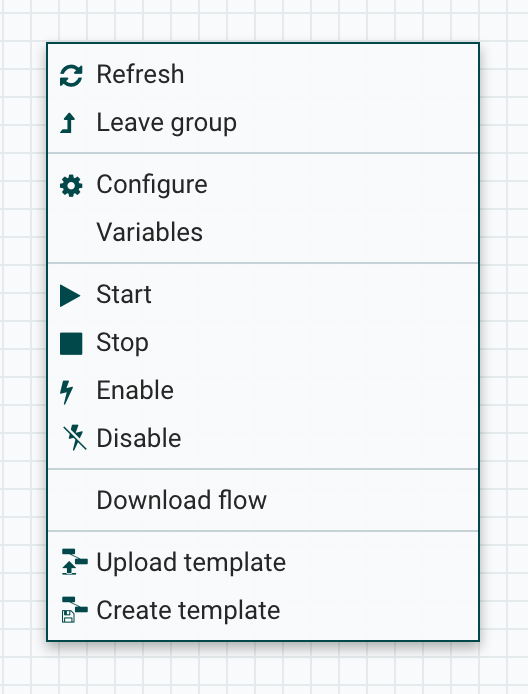 Refresh
Leave group
Configure
Variables
Start
Stop
Enable
Disable
Download flow
Upload template
Create template